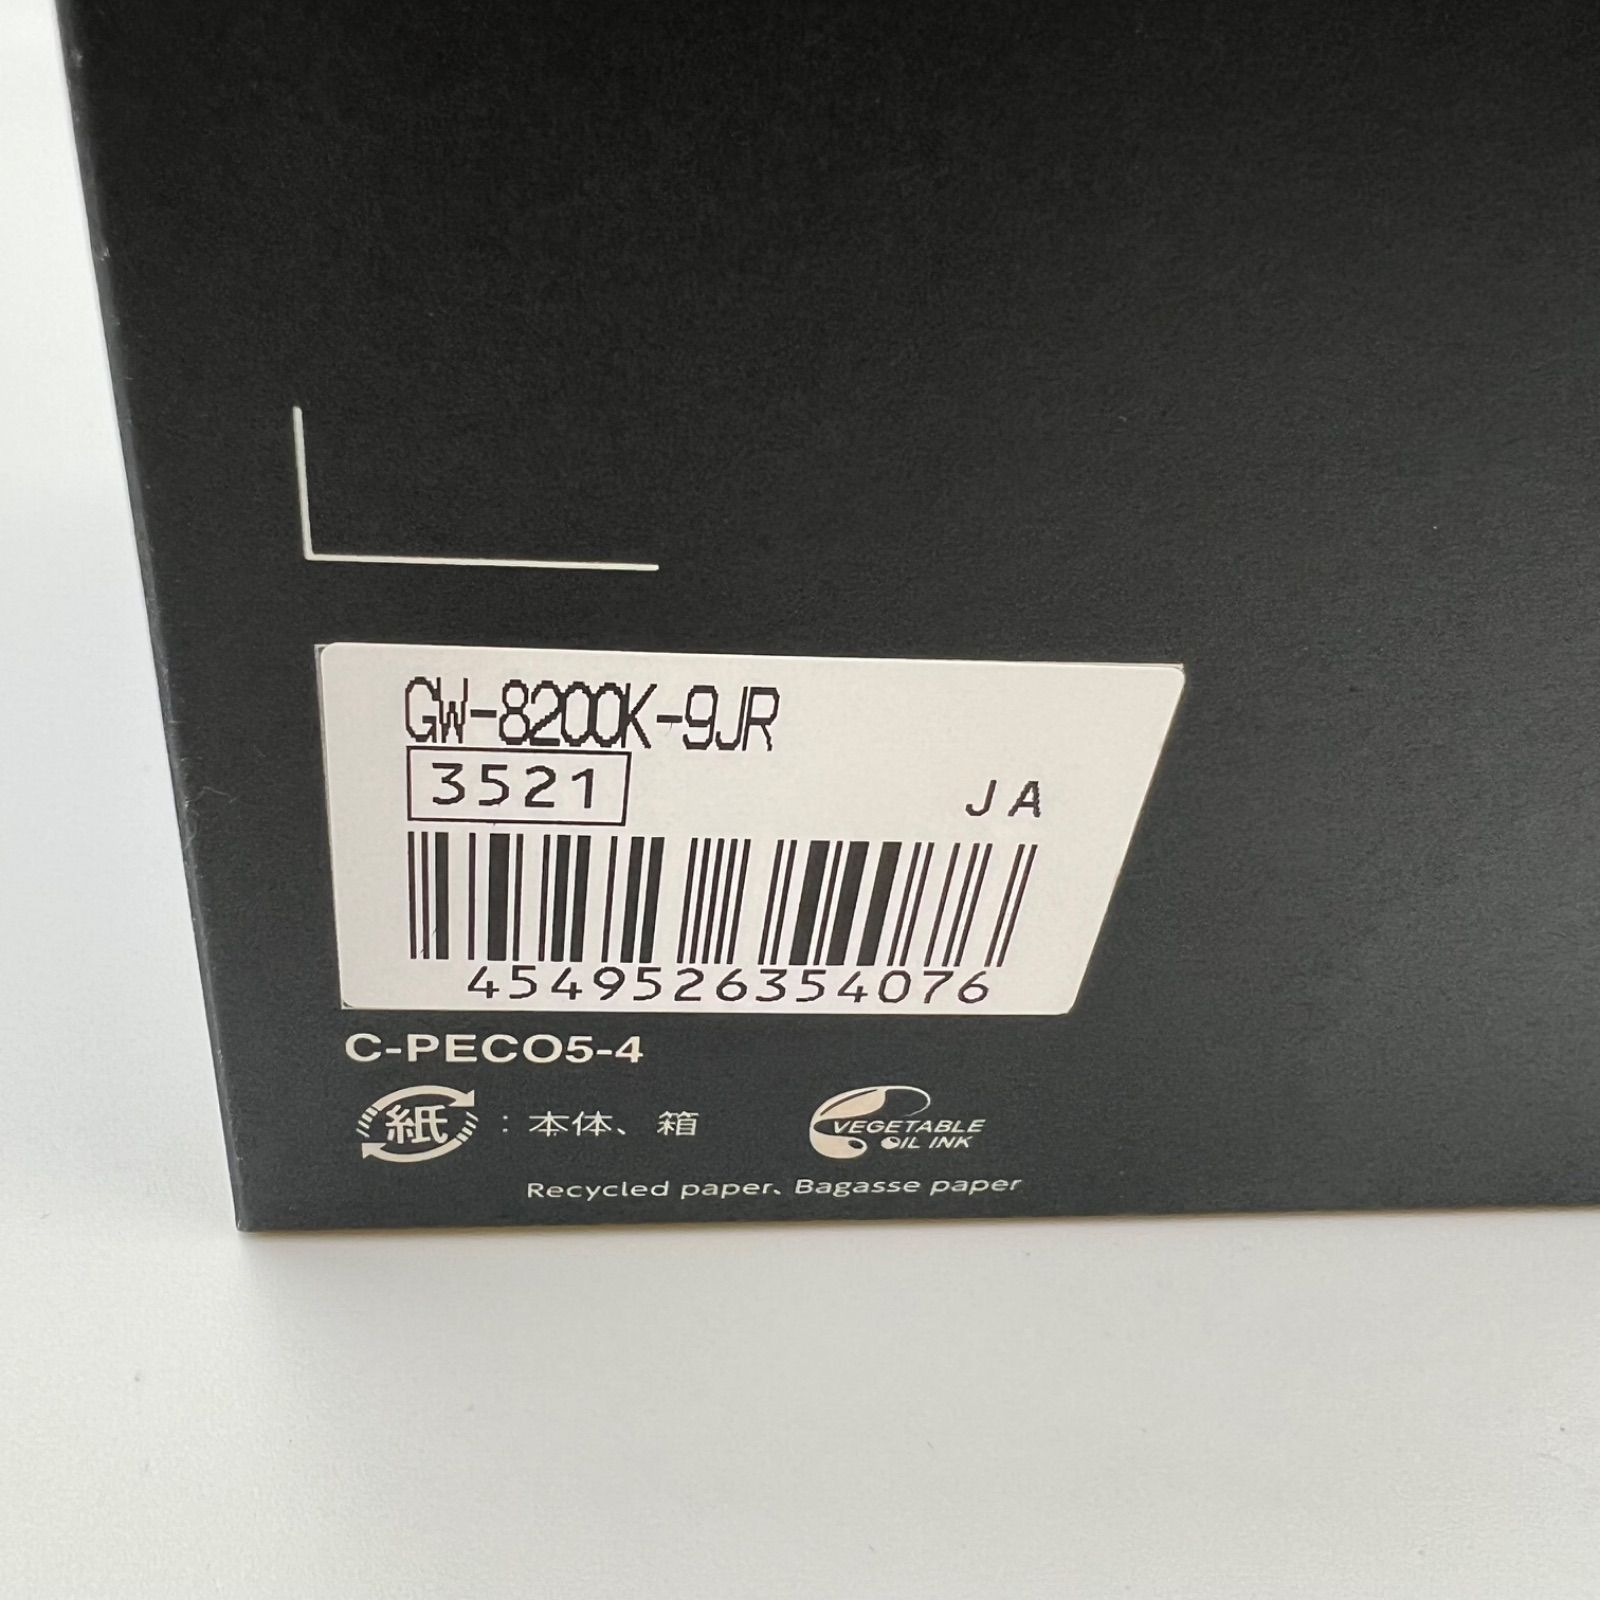 GW-8200K-9JR
3521
JA
4549526354076
C-PECO5-4
紙：本体、箱
VEGETABLE
OIL INK
Recycled paper、Bagasse paper